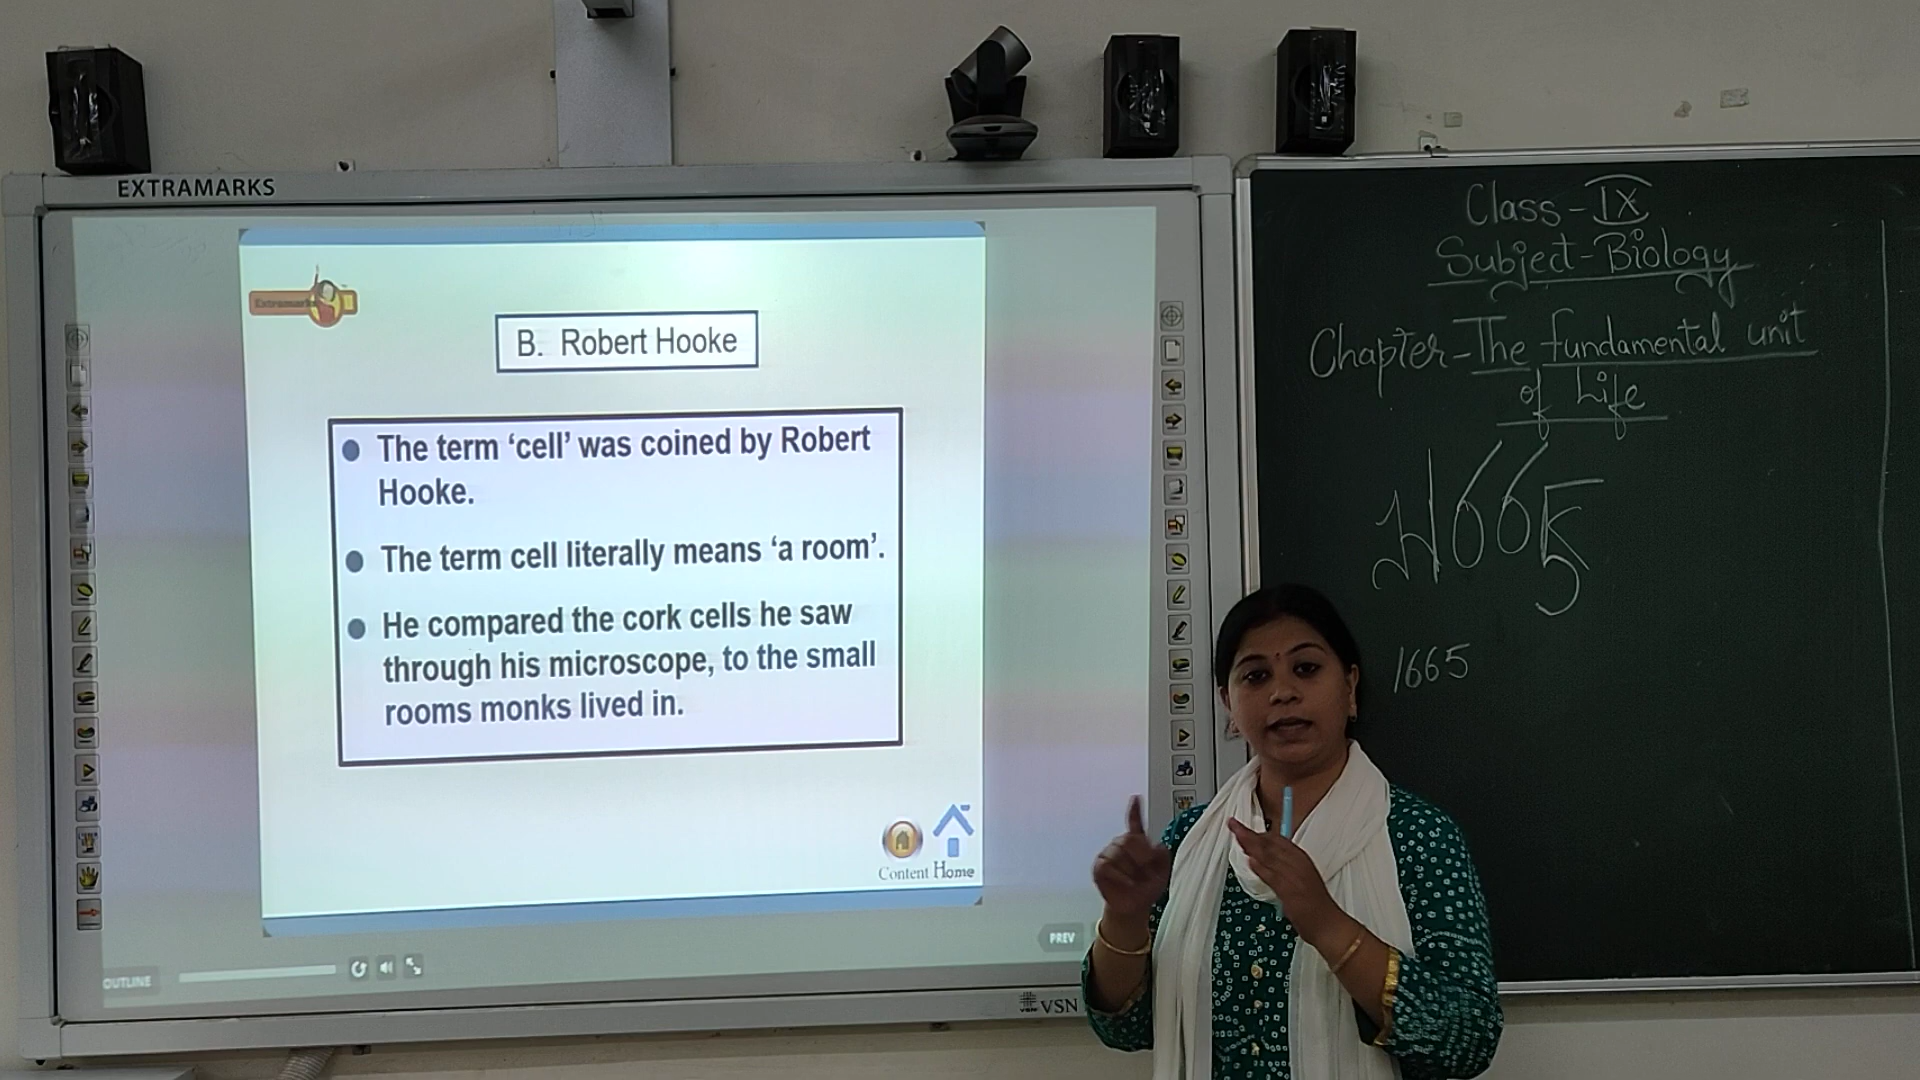 EXTRAMARKS
Extramarks
B. Robert Hooke
The term ‘cell’ was coined by Robert
Hooke.
The term cell literally means ‘a room’.
He compared the cork cells he saw
through his microscope, to the small
rooms monks lived in.
Content Home
PREV
OUTLINE
VSN
Class-IX
Subject-Biology
Chapter-The fundamental unit
of Life
1665
1665